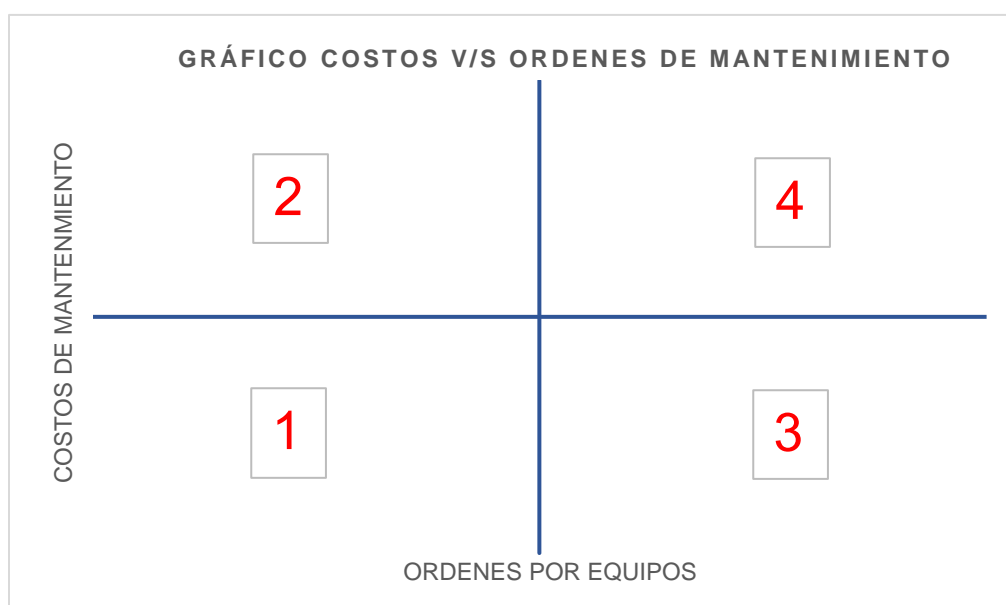 GRÁFICO COSTOS V/S ORDENES DE MANTENIMIENTO
COSTOS DE MANTENMIENTO
2
4
1
3
ORDENES POR EQUIPOS